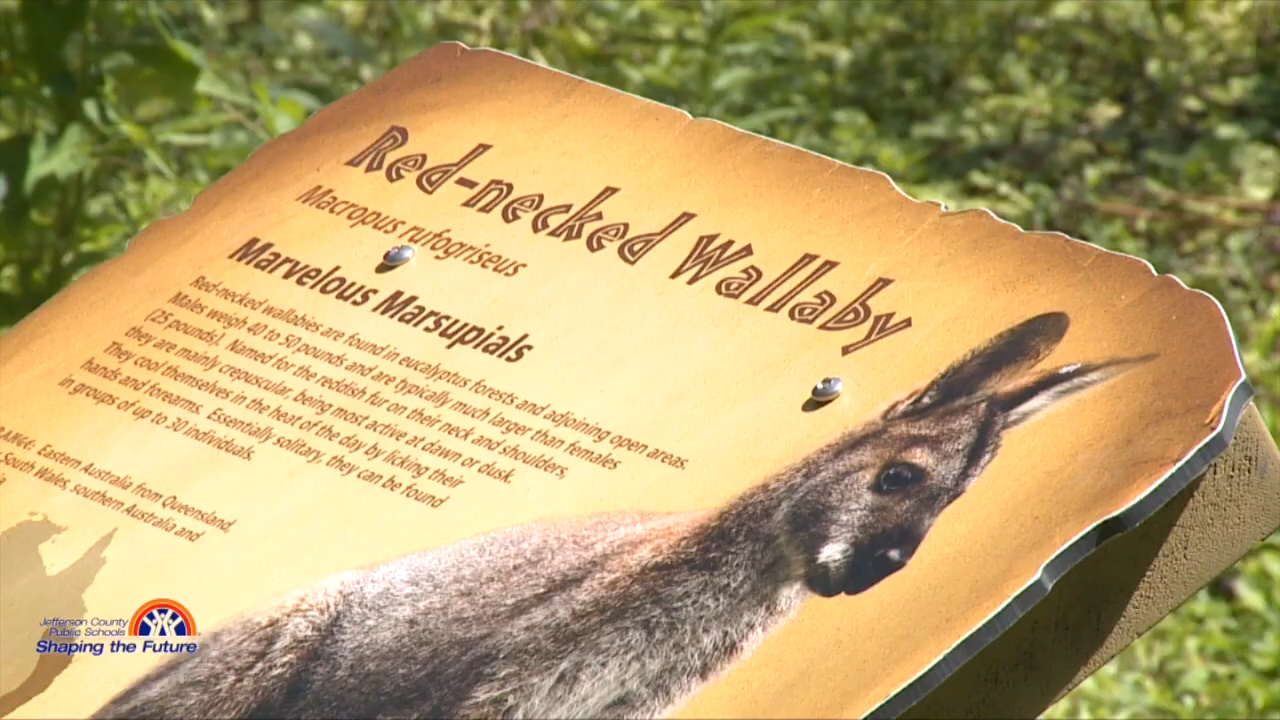 Red-necked Wallaby
Macropus rufogriseus
Marvelous Marsupials
Red-necked wallabies are found in eucalyptus forests and adjoining open areas.
Males weigh 40 to 50 pounds and are typically much larger than females
(25 pounds). Named for the reddish fur on their neck and shoulders,
they are mainly crepuscular, being most active at dawn or dusk.
They cool themselves in the heat of the day by licking their
hands and forearms. Essentially solitary, they can be found
in groups of up to 30 individuals.
Eastern Australia from Queensland,
South Wales, southern Australia and
Jefferson County
Public Schools
Shaping the Future